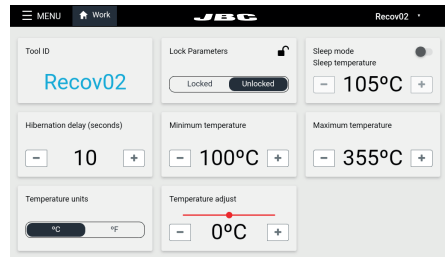 MENU Work JBC Recov02
Tool ID
Recov02
Lock Parameters
Locked Unlocked
Sleep mode
Sleep temperature
- 105ºC +
Hibernation delay (seconds)
- 10 +
Minimum temperature
- 100ºC +
Maximum temperature
- 355ºC +
Temperature units
ºC ºF
Temperature adjust
- 0ºC +